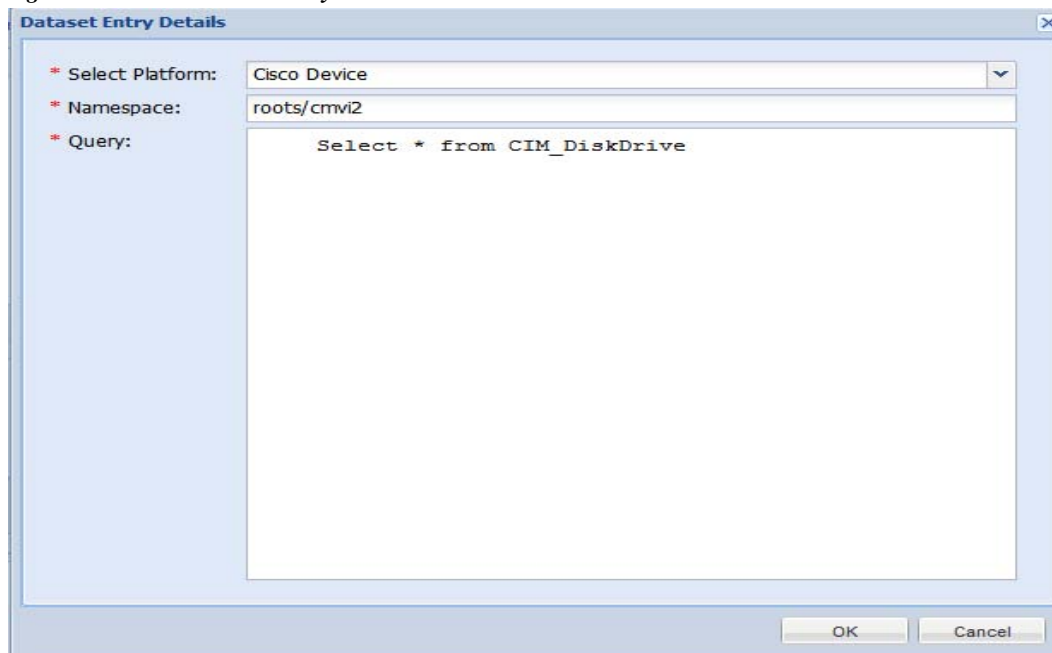 Dataset Entry Details
* Select Platform: Cisco Device
* Namespace: roots/cmvi2
* Query: Select * from CIM_DiskDrive
OK Cancel